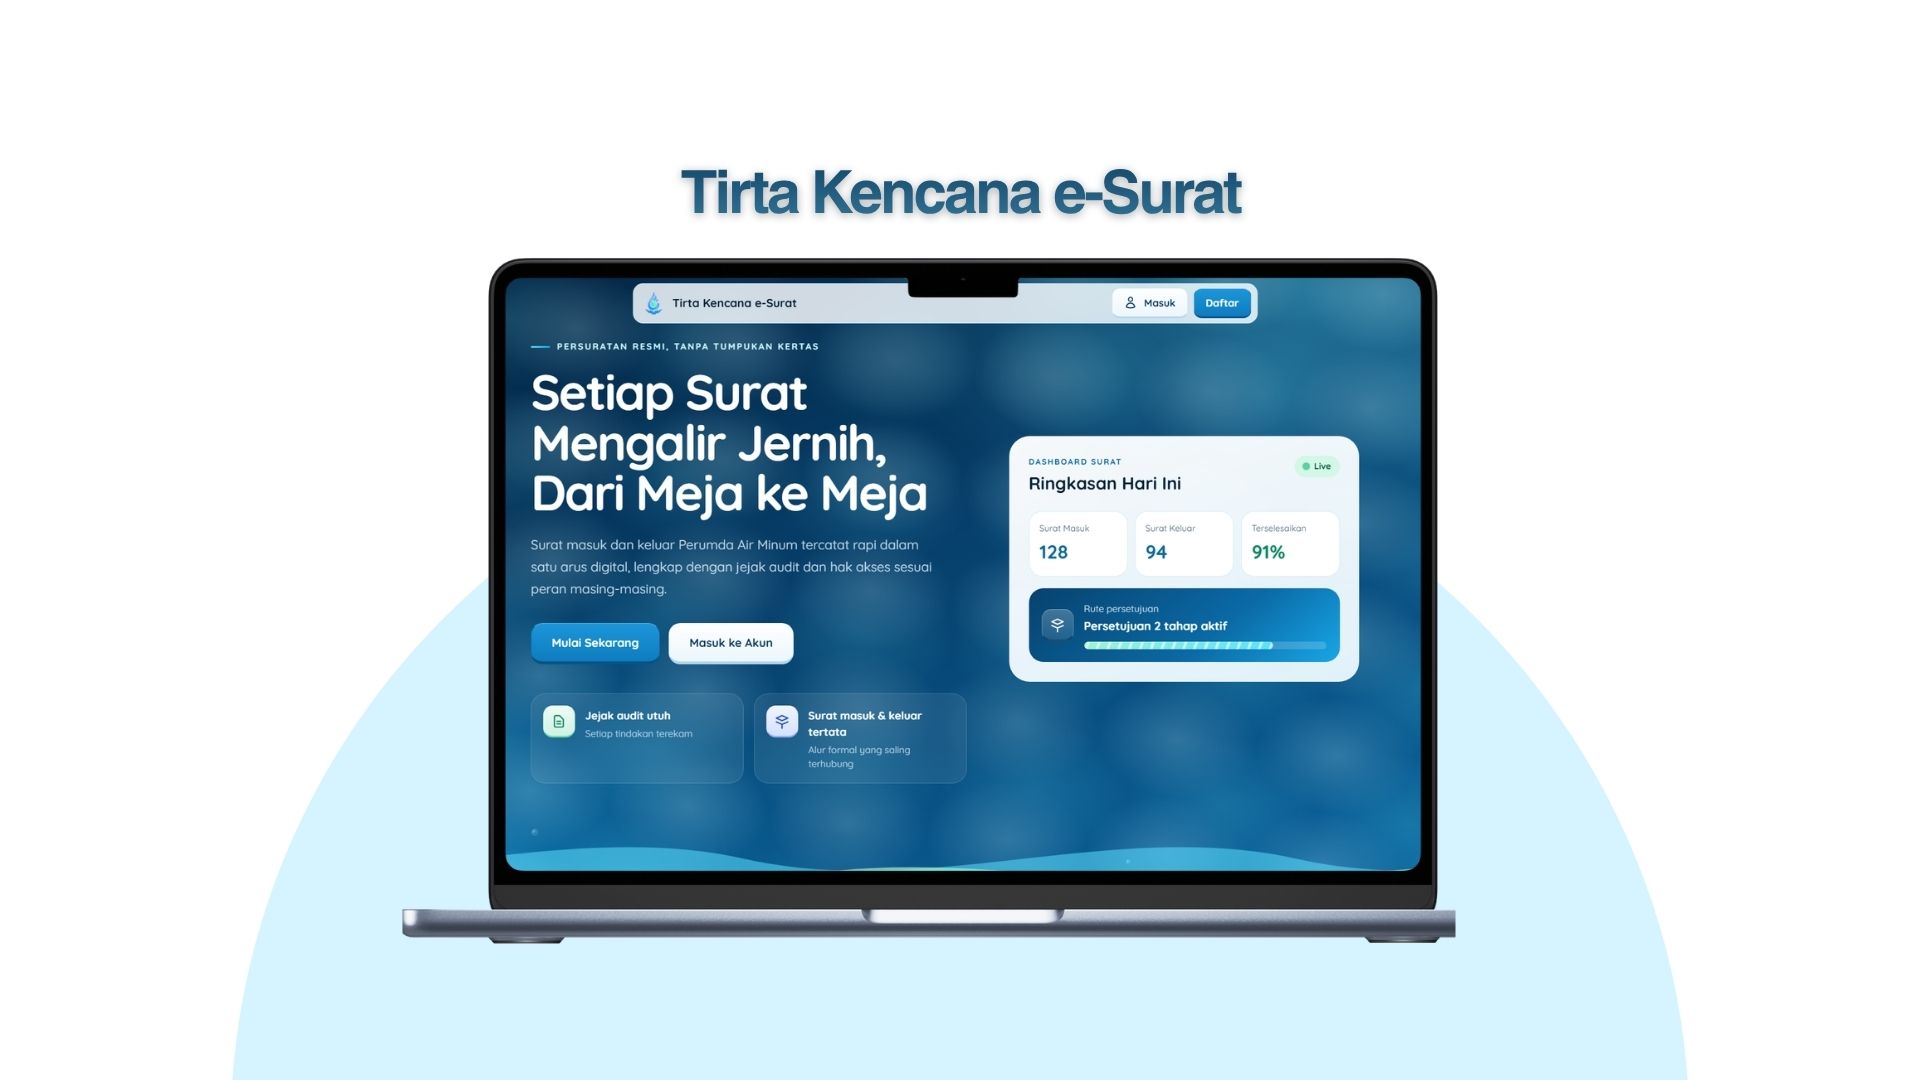 Tirta Kencana e-Surat
Tirta Kencana e-Surat
Masuk
Daftar
PERSURATAN RESMI, TANPA TUMPUKAN KERTAS
Setiap Surat
Mengalir Jernih,
Dari Meja ke Meja
Surat masuk dan keluar Perumda Air Minum tercatat rapi dalam
satu arus digital, lengkap dengan jejak audit dan hak akses sesuai
peran masing-masing.
Mulai Sekarang
Masuk ke Akun
Jejak audit utuh
Setiap tindakan terekam
Surat masuk & keluar
tertata
Alur formal yang saling
terhubung
DASHBOARD SURAT
Live
Ringkasan Hari Ini
Surat Masuk
128
Surat Keluar
94
Terselesaikan
91%
Rute persetujuan
Persetujuan 2 tahap aktif